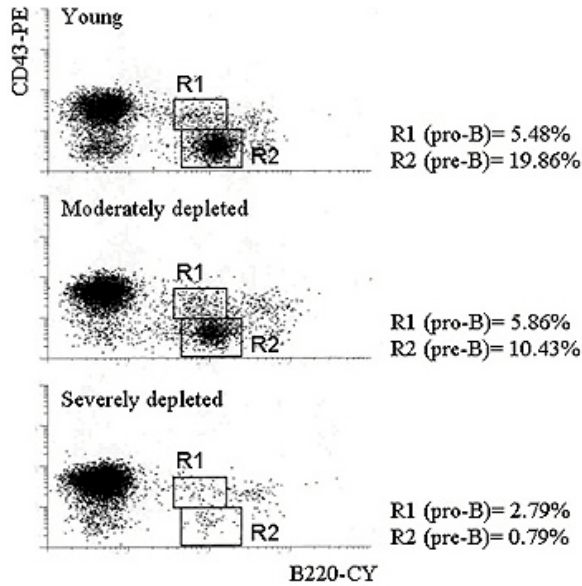 CD43-PE
Young
R1
R2
R1 (pro-B)= 5.48%
R2 (pre-B)= 19.86%
Moderately depleted
R1
R2
R1 (pro-B)= 5.86%
R2 (pre-B)= 10.43%
Severely depleted
R1
R2
R1 (pro-B)= 2.79%
R2 (pre-B)= 0.79%
B220-CY